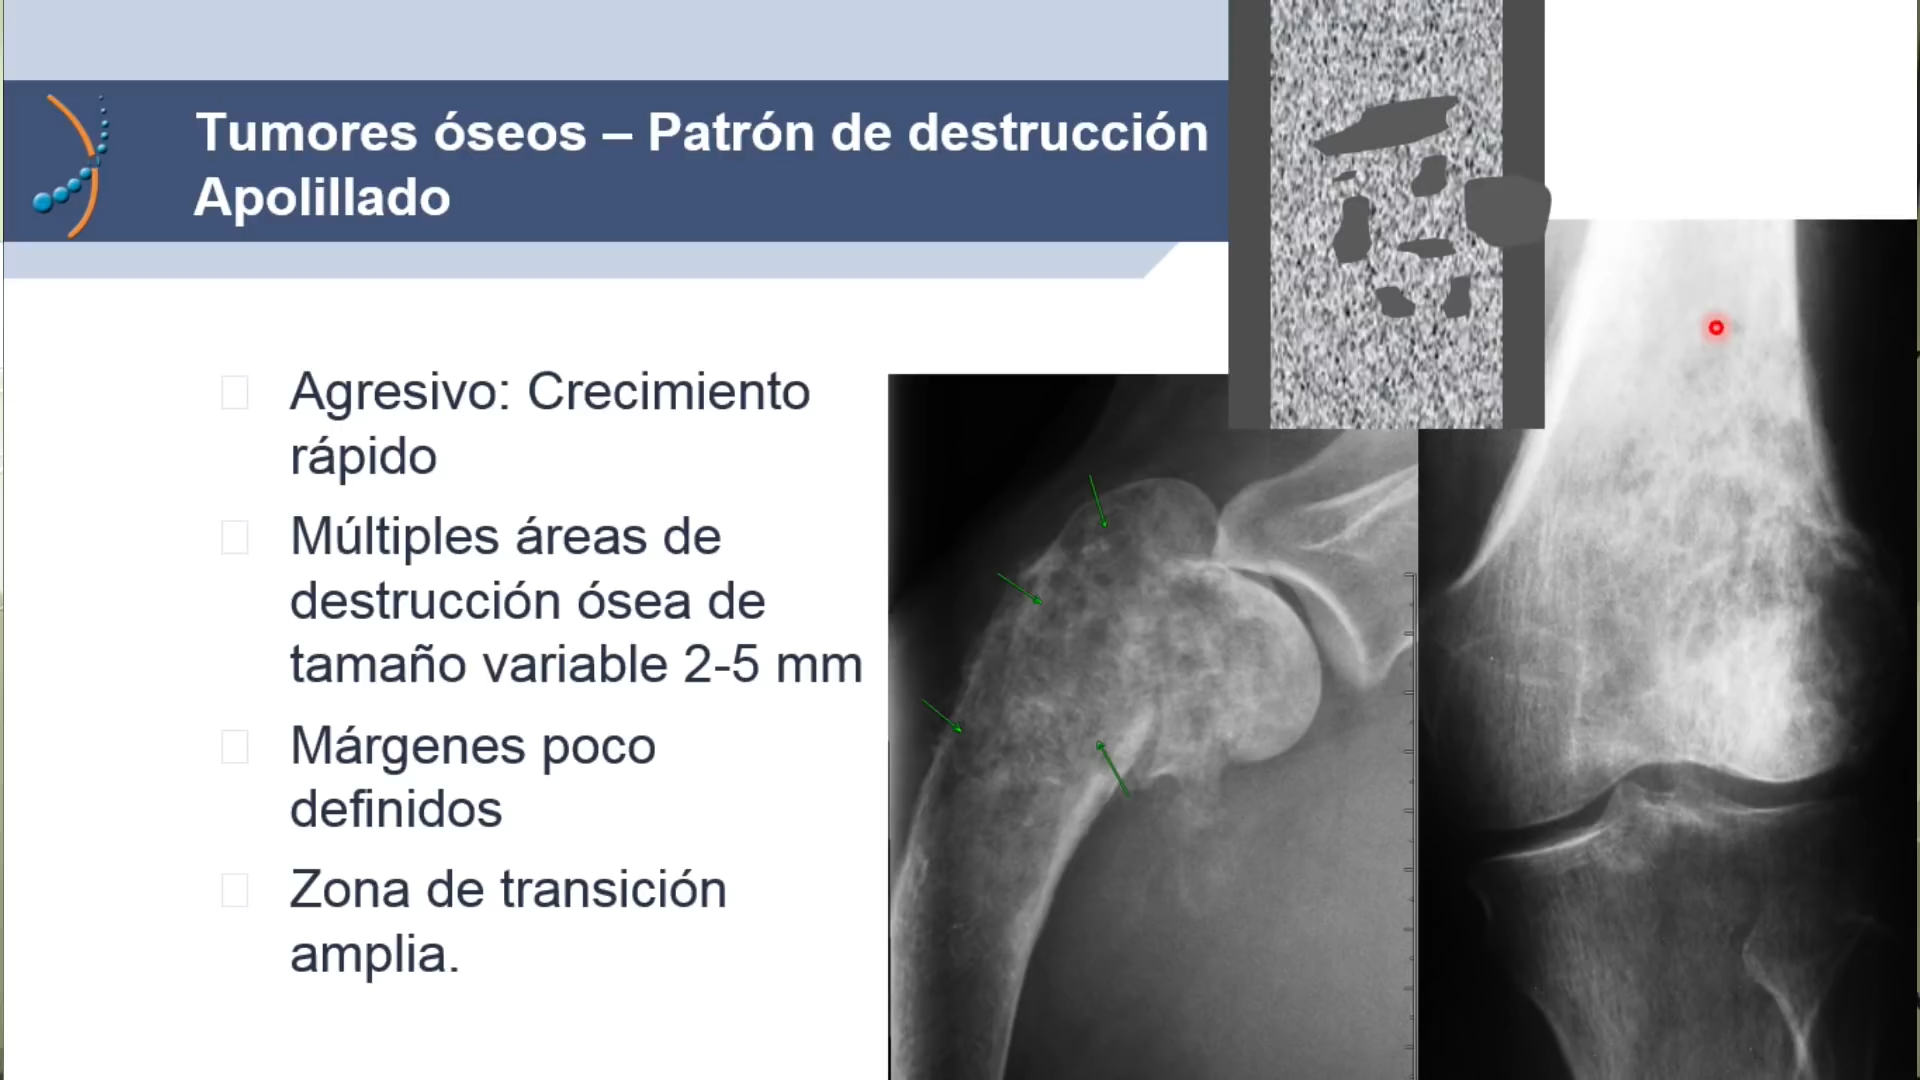 Tumores óseos – Patrón de destrucción
Apolillado
Agresivo: Crecimiento
rápido
Múltiples áreas de
destrucción ósea de
tamaño variable 2-5 mm
Márgenes poco
definidos
Zona de transición
amplia.